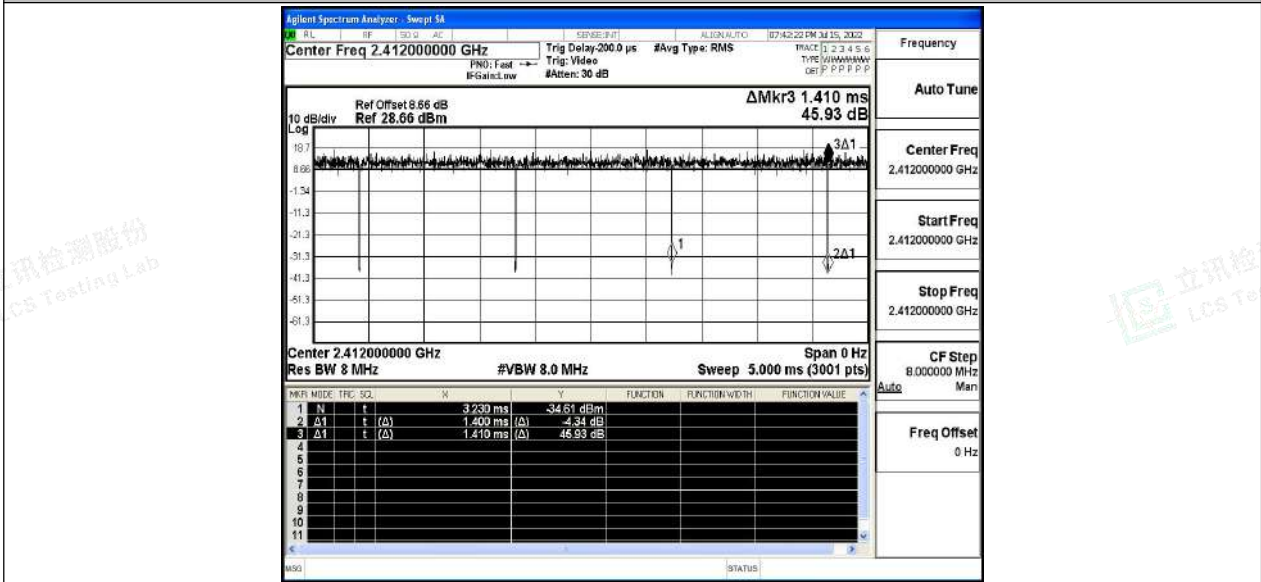 Agilent Spectrum Analyzer - Swept SA
RL RF 50 Ω AC SENSE:INT ALIGNAUTO 07:42:22 PM Jul 15, 2022
Center Freq 2.412000000 GHz
PNO: Fast
IFGain:Low
Trig Delay-200.0 µs
Trig: Video
#Atten: 30 dB
#Avg Type: RMS
TRACE 1 2 3 4 5 6
TYPE
DET P P P P P P
Ref Offset 8.66 dB
10 dB/div Ref 28.66 dBm
Log
ΔMkr3 1.410 ms
45.93 dB
18.7
8.66
-1.34
-11.3
-21.3
-31.3
-41.3
-51.3
-61.3
3Δ1
1
2Δ1
Center 2.412000000 GHz Span 0 Hz
Res BW 8 MHz #VBW 8.0 MHz Sweep 5.000 ms (3001 pts)
MKR MODE TRC SCL X Y FUNCTION FUNCTION WIDTH FUNCTION VALUE
1 N t 3.230 ms -34.61 dBm
2 Δ1 t (Δ) 1.400 ms (Δ) -4.34 dB
3 Δ1 t (Δ) 1.410 ms (Δ) 45.93 dB
4
5
6
7
8
9
10
11
MSG STATUS
Frequency
Auto Tune
Center Freq
2.412000000 GHz
Start Freq
2.412000000 GHz
Stop Freq
2.412000000 GHz
CF Step
8.000000 MHz
Auto Man
Freq Offset
0 Hz
立讯检测股份
LCS Testing Lab
立讯检
LCS Te